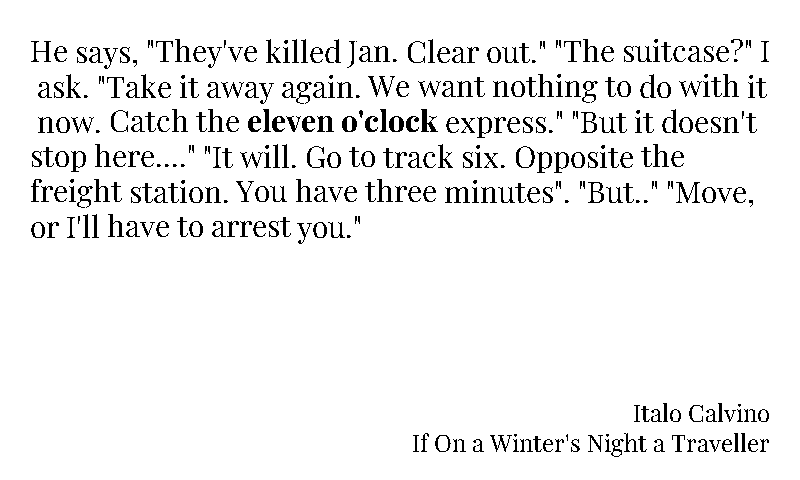 He says, "They've killed Jan. Clear out." "The suitcase?" I
ask. "Take it away again. We want nothing to do with it
now. Catch the eleven o'clock express." "But it doesn't
stop here...." "It will. Go to track six. Opposite the
freight station. You have three minutes". "But.." "Move,
or I'll have to arrest you."
Italo Calvino
If On a Winter's Night a Traveller